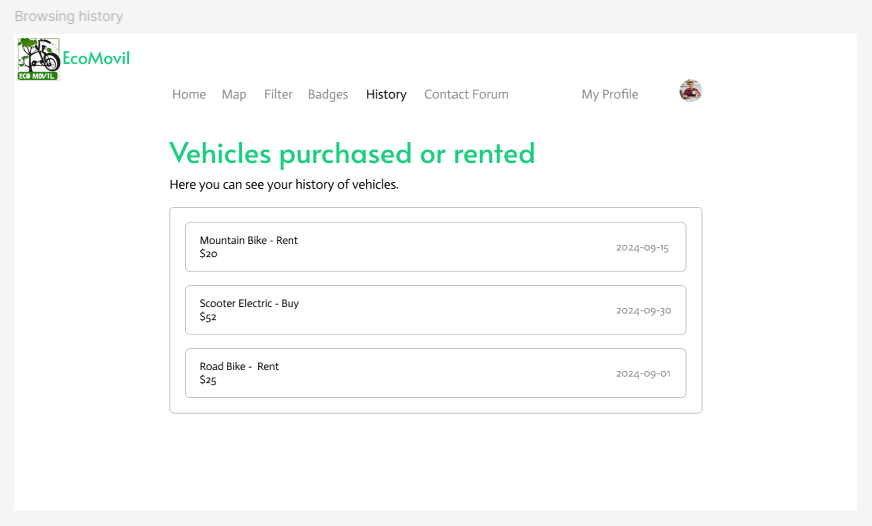 Browsing history
ECO MOVIL
EcoMovil
Home Map Filter Badges History Contact Forum My Profile
Vehicles purchased or rented
Here you can see your history of vehicles.
Mountain Bike - Rent
$20
2024-09-15
Scooter Electric - Buy
$52
2024-09-30
Road Bike -  Rent
$25
2024-09-01